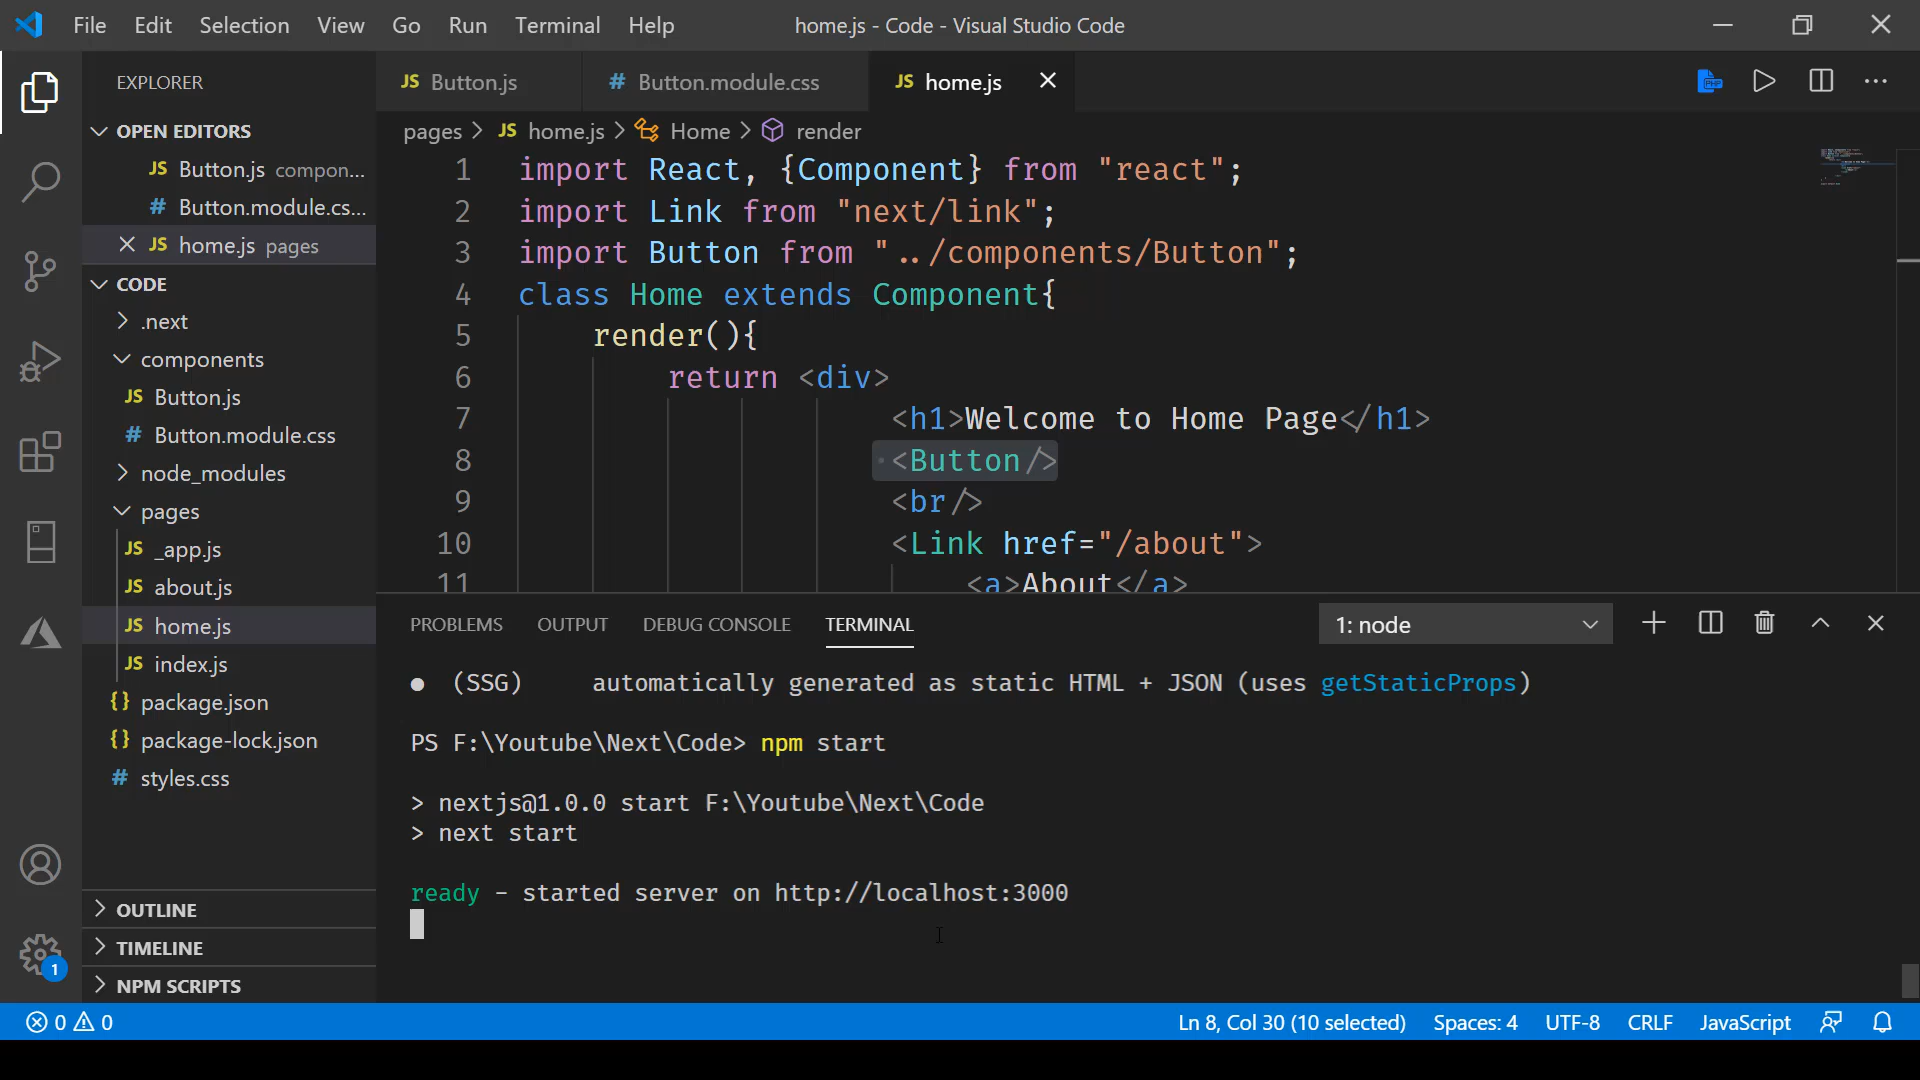 File Edit Selection View Go Run Terminal Help home.js - Code - Visual Studio Code
EXPLORER
OPEN EDITORS
JS Button.js compon...
# Button.module.cs...
JS home.js pages
CODE
.next
components
JS Button.js
# Button.module.css
node_modules
pages
JS _app.js
JS about.js
JS home.js
JS index.js
{} package.json
{} package-lock.json
# styles.css
OUTLINE
TIMELINE
NPM SCRIPTS
1
JS Button.js # Button.module.css JS home.js
PHP
pages > JS home.js > Home > render
1 import React, {Component} from "react";
2 import Link from "next/link";
3 import Button from "../components/Button";
4 class Home extends Component{
5 render(){
6 return <div>
7 <h1>Welcome to Home Page</h1>
8 <Button/>
9 <br/>
10 <Link href="/about">
11 <a>About</a>
PROBLEMS OUTPUT DEBUG CONSOLE TERMINAL 1: node
● (SSG) automatically generated as static HTML + JSON (uses getStaticProps)
PS F:\Youtube\Next\Code> npm start
> nextjs@1.0.0 start F:\Youtube\Next\Code
> next start
ready - started server on http://localhost:3000
0 0 Ln 8, Col 30 (10 selected) Spaces: 4 UTF-8 CRLF JavaScript